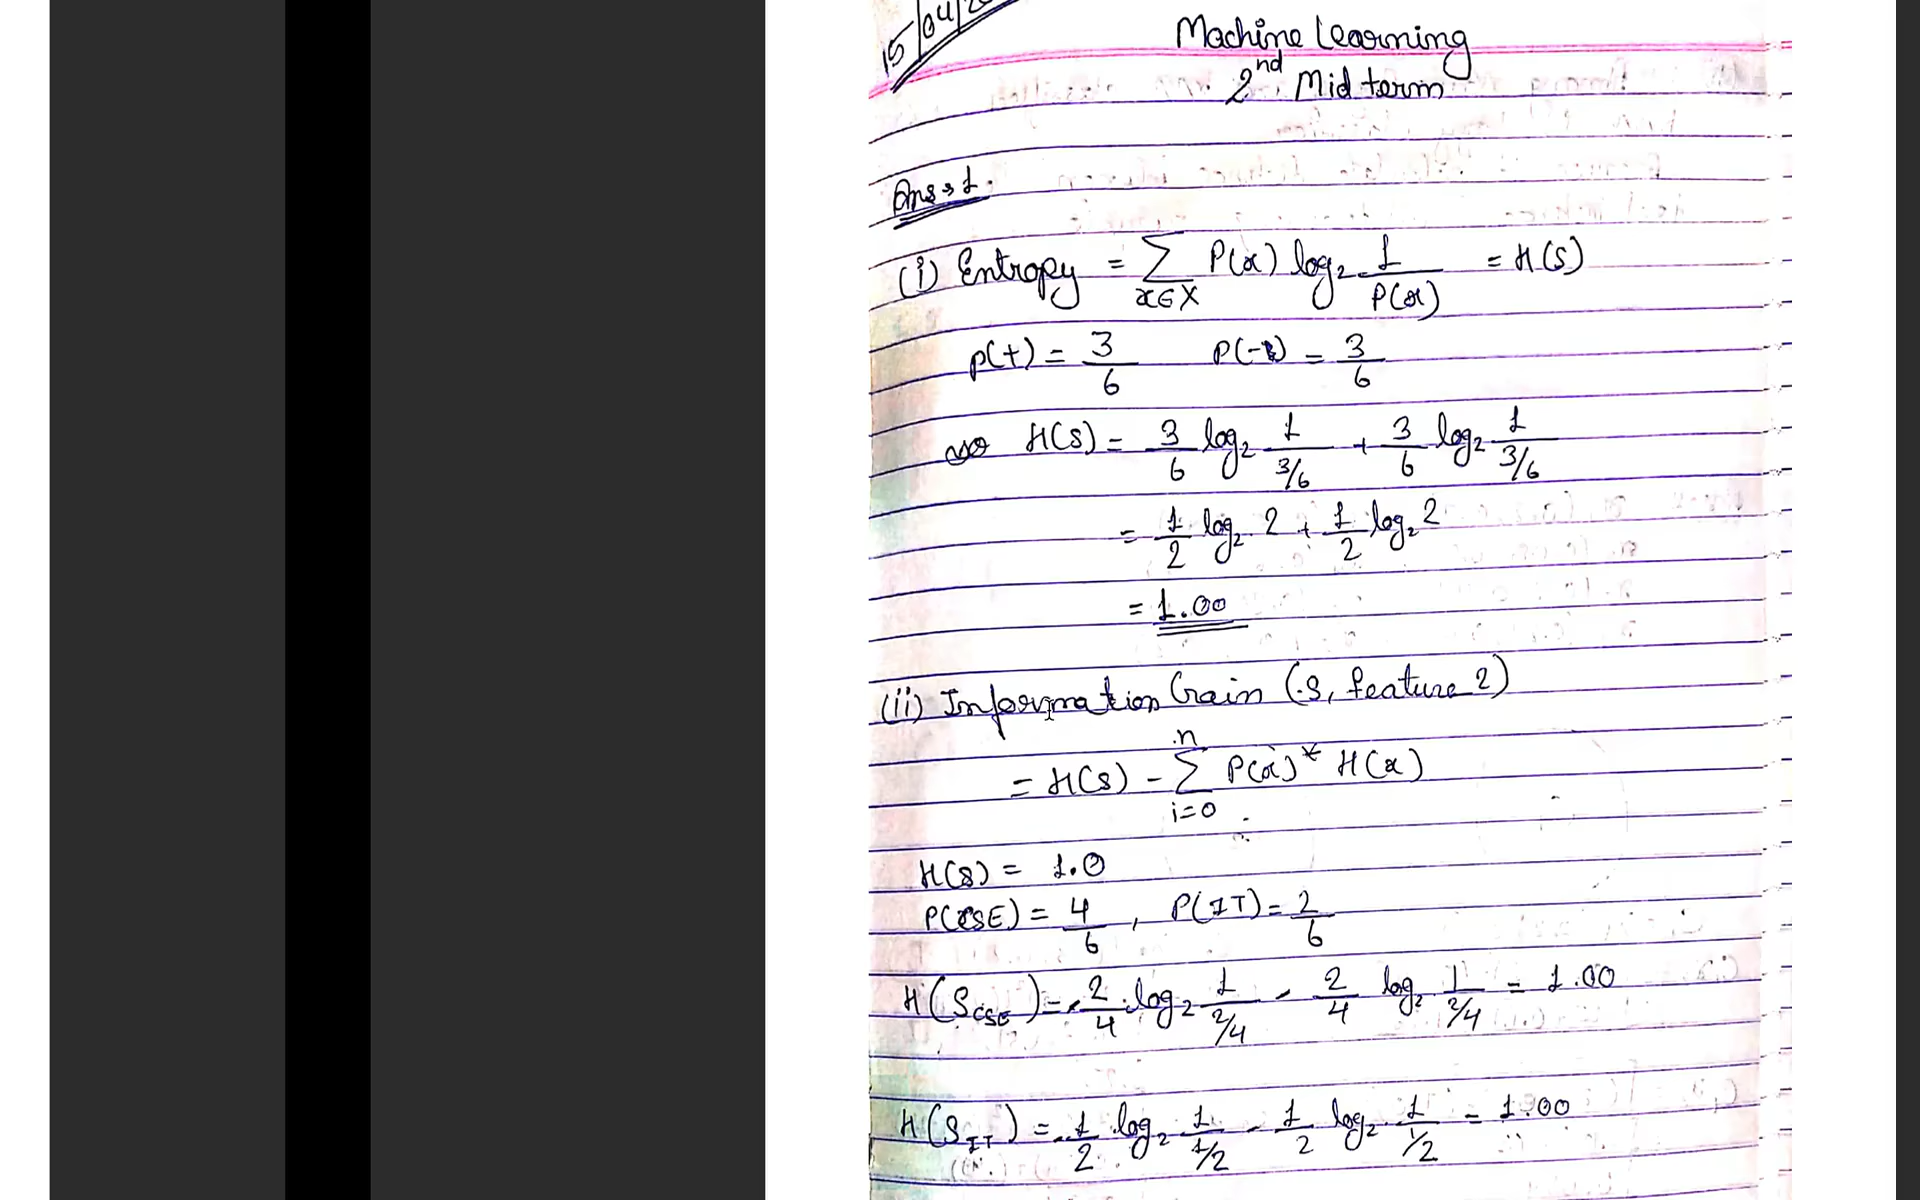 15/04/20
Machine Learning
2nd Mid term
Ans → 1.
(i) Entropy = ∑ x∈X P(x) log₂ 1/P(x) = H(S)
P(+) = 3/6 P(-) = 3/6
so H(S) = 3/6 log₂ 1/3/6 + 3/6 log₂ 1/3/6
= 1/2 log₂ 2 + 1/2 log₂ 2
= 1.00
(ii) Information Gain (S, feature 2)
= H(S) - ∑ n i=0 P(x) * H(x)
H(S) = 1.0
P(CSE) = 4/6 , P(IT) = 2/6
H(S_CSE) = - 2/4 log₂ 1/2/4 - 2/4 log₂ 1/2/4 = 1.00
H(S_IT) = - 1/2 log₂ 1/1/2 - 1/2 log₂ 1/1/2 = 1.00